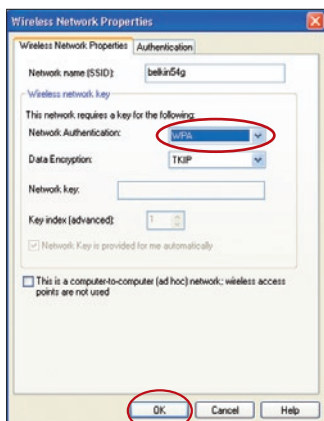 Wireless Network Properties
Wireless Network Properties
Authentication
Network name (SSID):
belkin54g
Wireless network key
This network requires a key for the following:
Network Authentication:
WPA
Data Encryption:
TKIP
Network key:
Key index (advanced):
1
Network Key is provided for me automatically
This is a computer-to-computer (ad hoc) network; wireless access
points are not used
OK
Cancel
Help